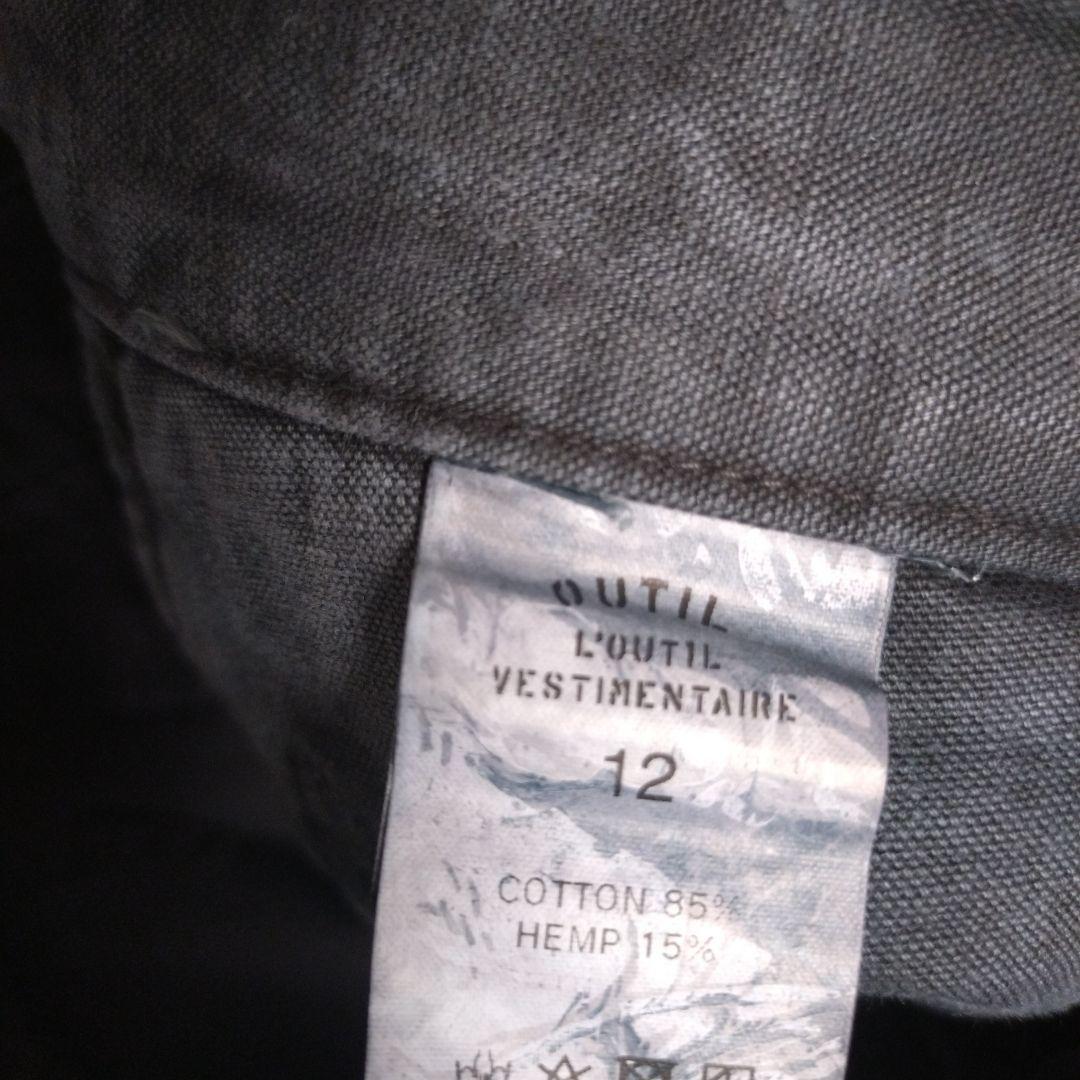 OUTIL
L'OUTIL
VESTIMENTAIRE
12
COTTON 85%
HEMP 15%